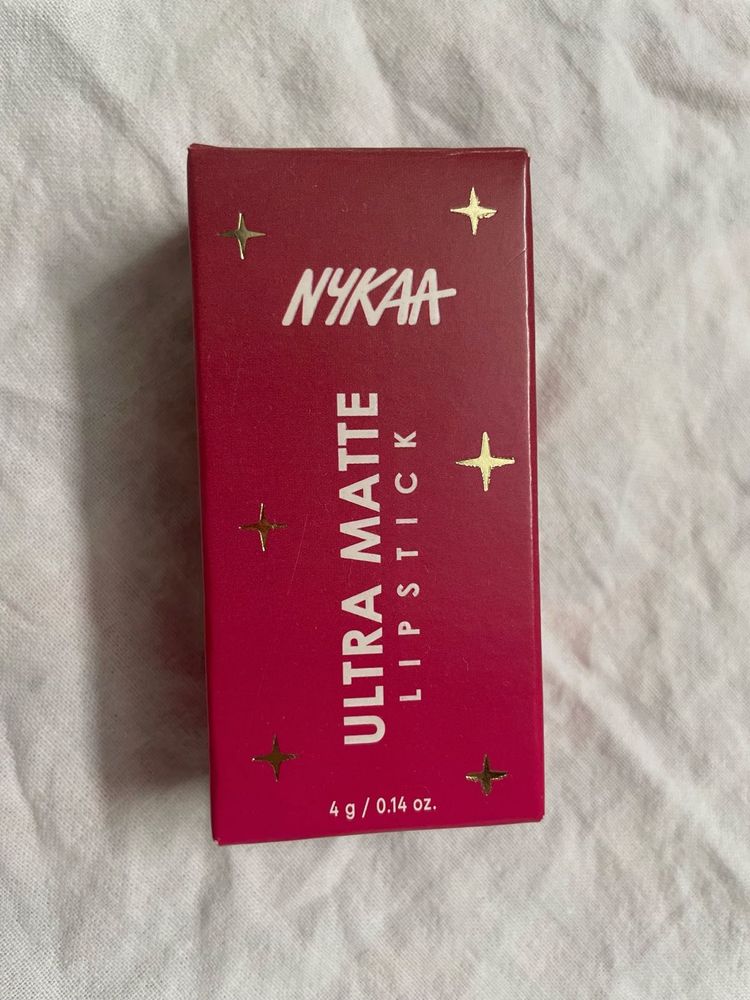 NYKAA
ULTRA MATTE
LIPSTICK
4 g / 0.14 oz.